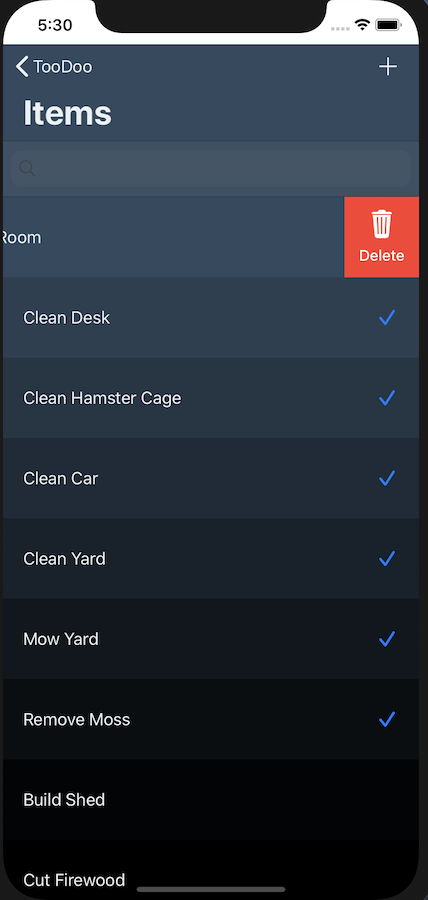 5:30
TooDoo
Items
Room
Delete
Clean Desk
Clean Hamster Cage
Clean Car
Clean Yard
Mow Yard
Remove Moss
Build Shed
Cut Firewood